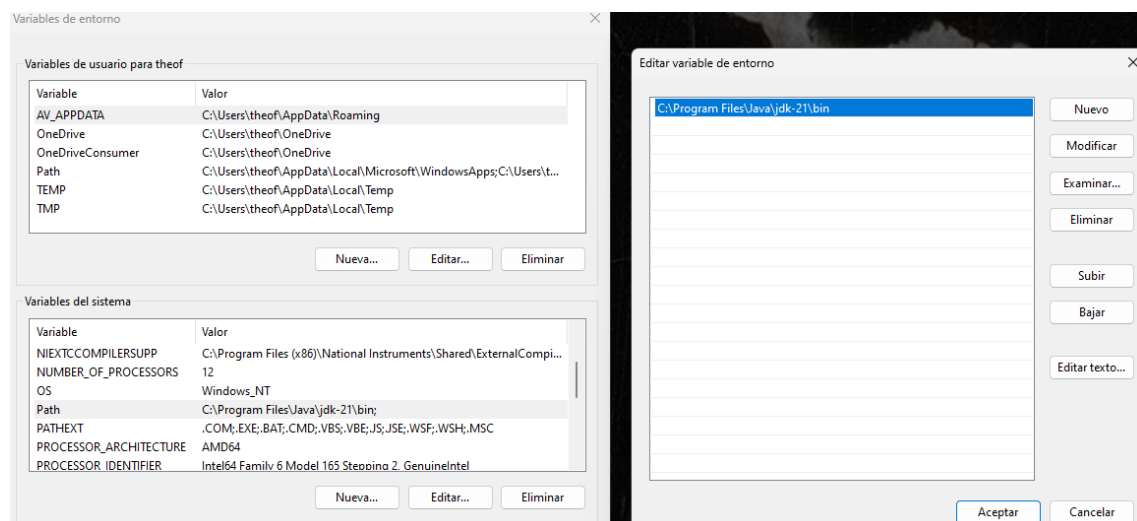 Variables de entorno
Variables de usuario para theof
Variable Valor
AV_APPDATA C:\Users\theof\AppData\Roaming
OneDrive C:\Users\theof\OneDrive
OneDriveConsumer C:\Users\theof\OneDrive
Path C:\Users\theof\AppData\Local\Microsoft\WindowsApps;C:\Users\t...
TEMP C:\Users\theof\AppData\Local\Temp
TMP C:\Users\theof\AppData\Local\Temp
Nueva... Editar... Eliminar
Variables del sistema
Variable Valor
NIEXTCCOMPILERSUPP C:\Program Files (x86)\National Instruments\Shared\ExternalCompi...
NUMBER_OF_PROCESSORS 12
OS Windows_NT
Path C:\Program Files\Java\jdk-21\bin;
PATHEXT .COM;.EXE;.BAT;.CMD;.VBS;.VBE;.JS;.JSE;.WSF;.WSH;.MSC
PROCESSOR_ARCHITECTURE AMD64
PROCESSOR_IDENTIFIER Intel64 Family 6 Model 165 Stepping 2, GenuineIntel
Nueva... Editar... Eliminar
Editar variable de entorno
C:\Program Files\Java\jdk-21\bin
Nuevo
Modificar
Examinar...
Eliminar
Subir
Bajar
Editar texto...
Aceptar Cancelar